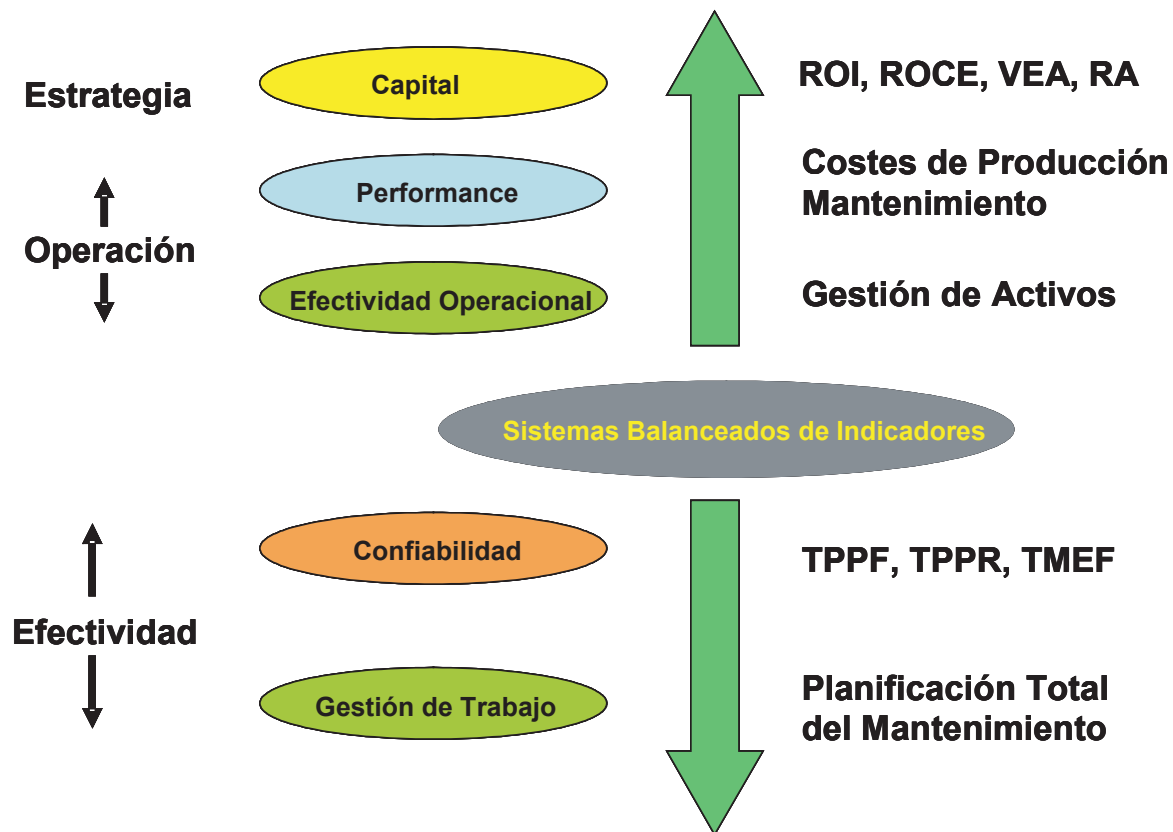 Estrategia
Capital
ROI, ROCE, VEA, RA
Performance
Costes de Producción
Mantenimiento
Operación
Efectividad Operacional
Gestión de Activos
Sistemas Balanceados de Indicadores
Confiabilidad
TPPF, TPPR, TMEF
Efectividad
Gestión de Trabajo
Planificación Total
del Mantenimiento